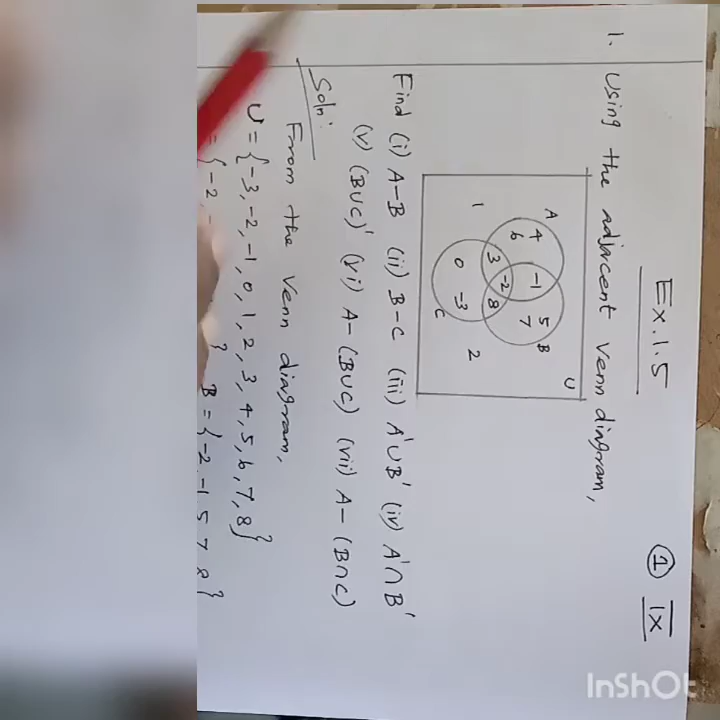 ① IX
Ex.1.5
1. Using the adjacent Venn diagram,
U
A
4
6
-1
5
7
B
3
-2
8
0
-3
C
1
2
Find (i) A-B (ii) B-C (iii) A'∪B' (iv) A'∩B'
(v) (B∪C)' (vi) A-(B∪C) (vii) A-(B∩C)
Soln:
From the Venn diagram,
U = {-3,-2,-1,0,1,2,3,4,5,6,7,8}
= {-2 } B = {-2 -1 5 7 8}
InShOt